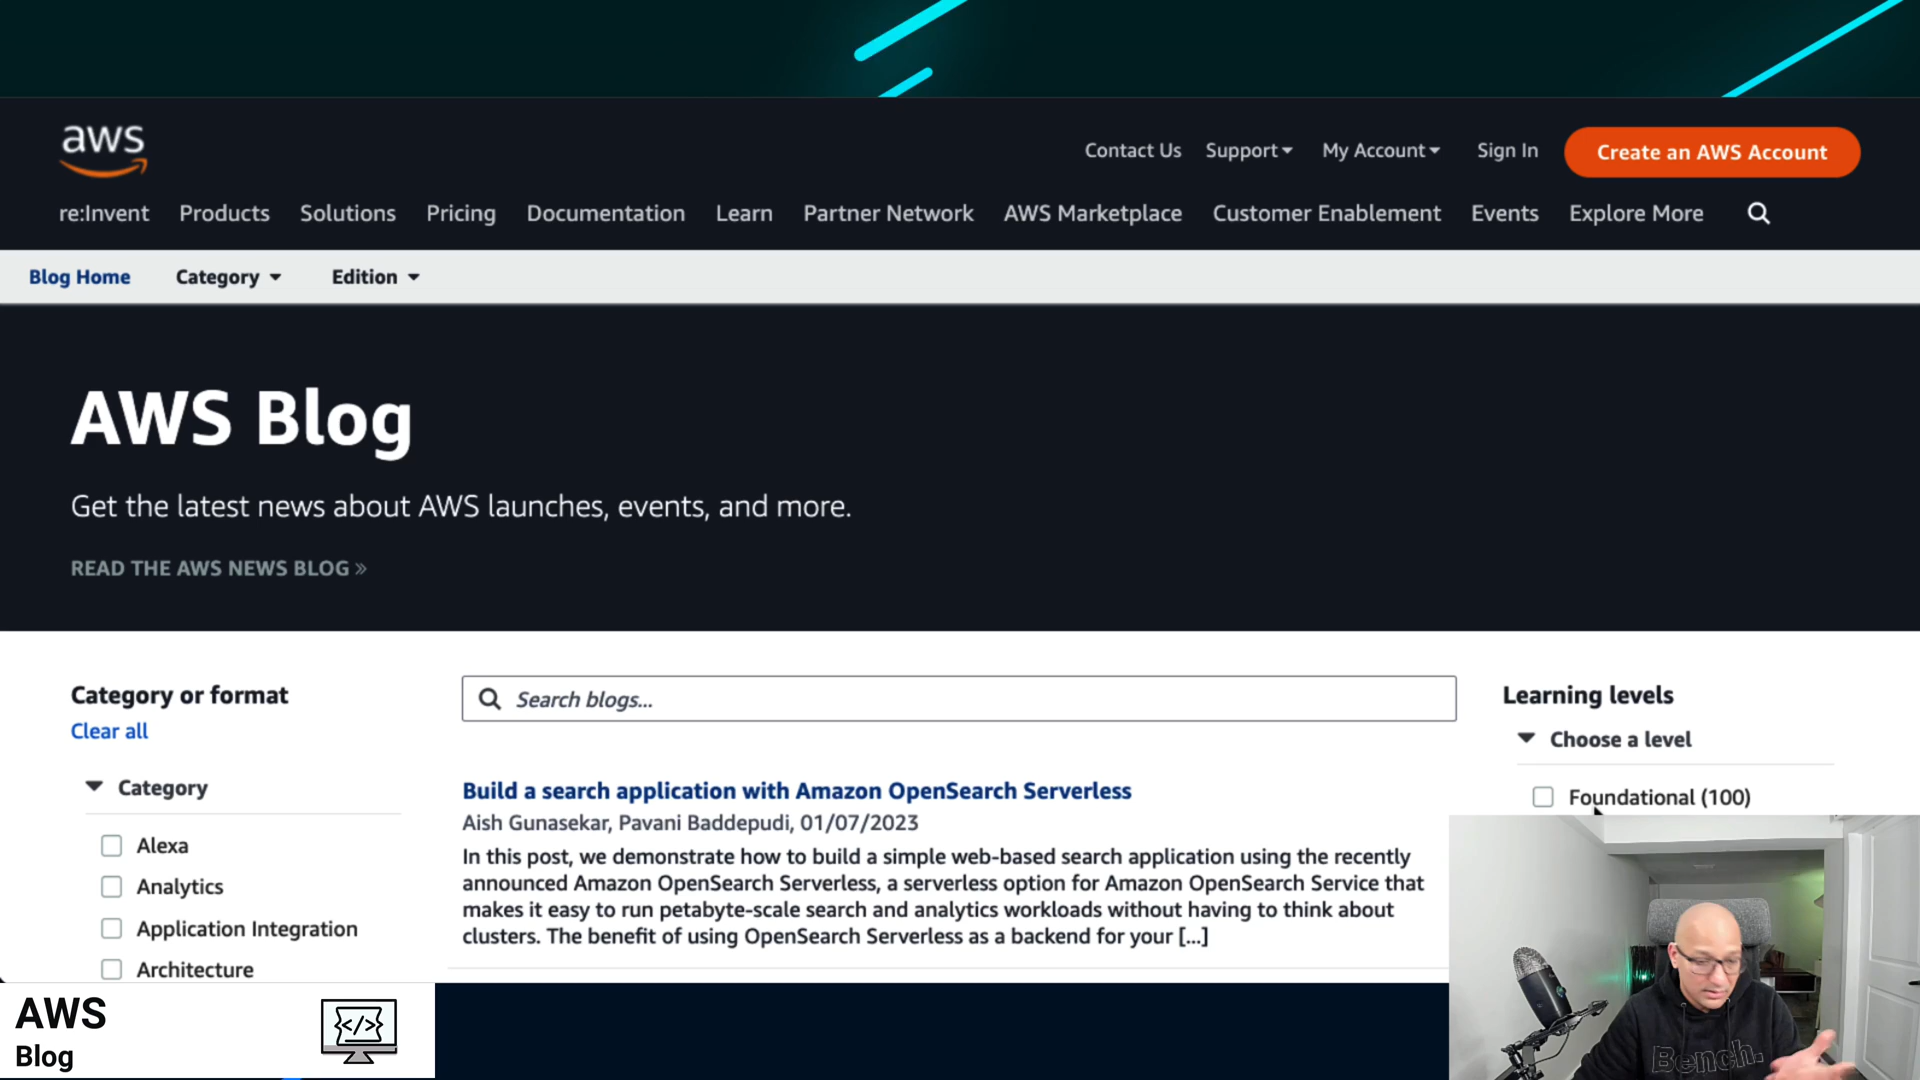 aws
Contact Us Support My Account Sign In Create an AWS Account
re:Invent Products Solutions Pricing Documentation Learn Partner Network AWS Marketplace Customer Enablement Events Explore More
Blog Home Category Edition
AWS Blog
Get the latest news about AWS launches, events, and more.
READ THE AWS NEWS BLOG »
Category or format
Clear all
Category
Alexa
Analytics
Application Integration
Architecture
Search blogs...
Build a search application with Amazon OpenSearch Serverless
Aish Gunasekar, Pavani Baddepudi, 01/07/2023
In this post, we demonstrate how to build a simple web-based search application using the recently
announced Amazon OpenSearch Serverless, a serverless option for Amazon OpenSearch Service that
makes it easy to run petabyte-scale search and analytics workloads without having to think about
clusters. The benefit of using OpenSearch Serverless as a backend for your [...]
Learning levels
Choose a level
Foundational (100)
AWS
Blog
</>
Bench.